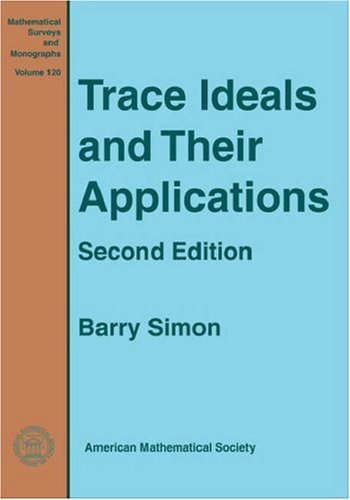 Mathematical
Surveys
and
Monographs
Volume 120
Trace Ideals
and Their
Applications
Second Edition
Barry Simon
American Mathematical Society